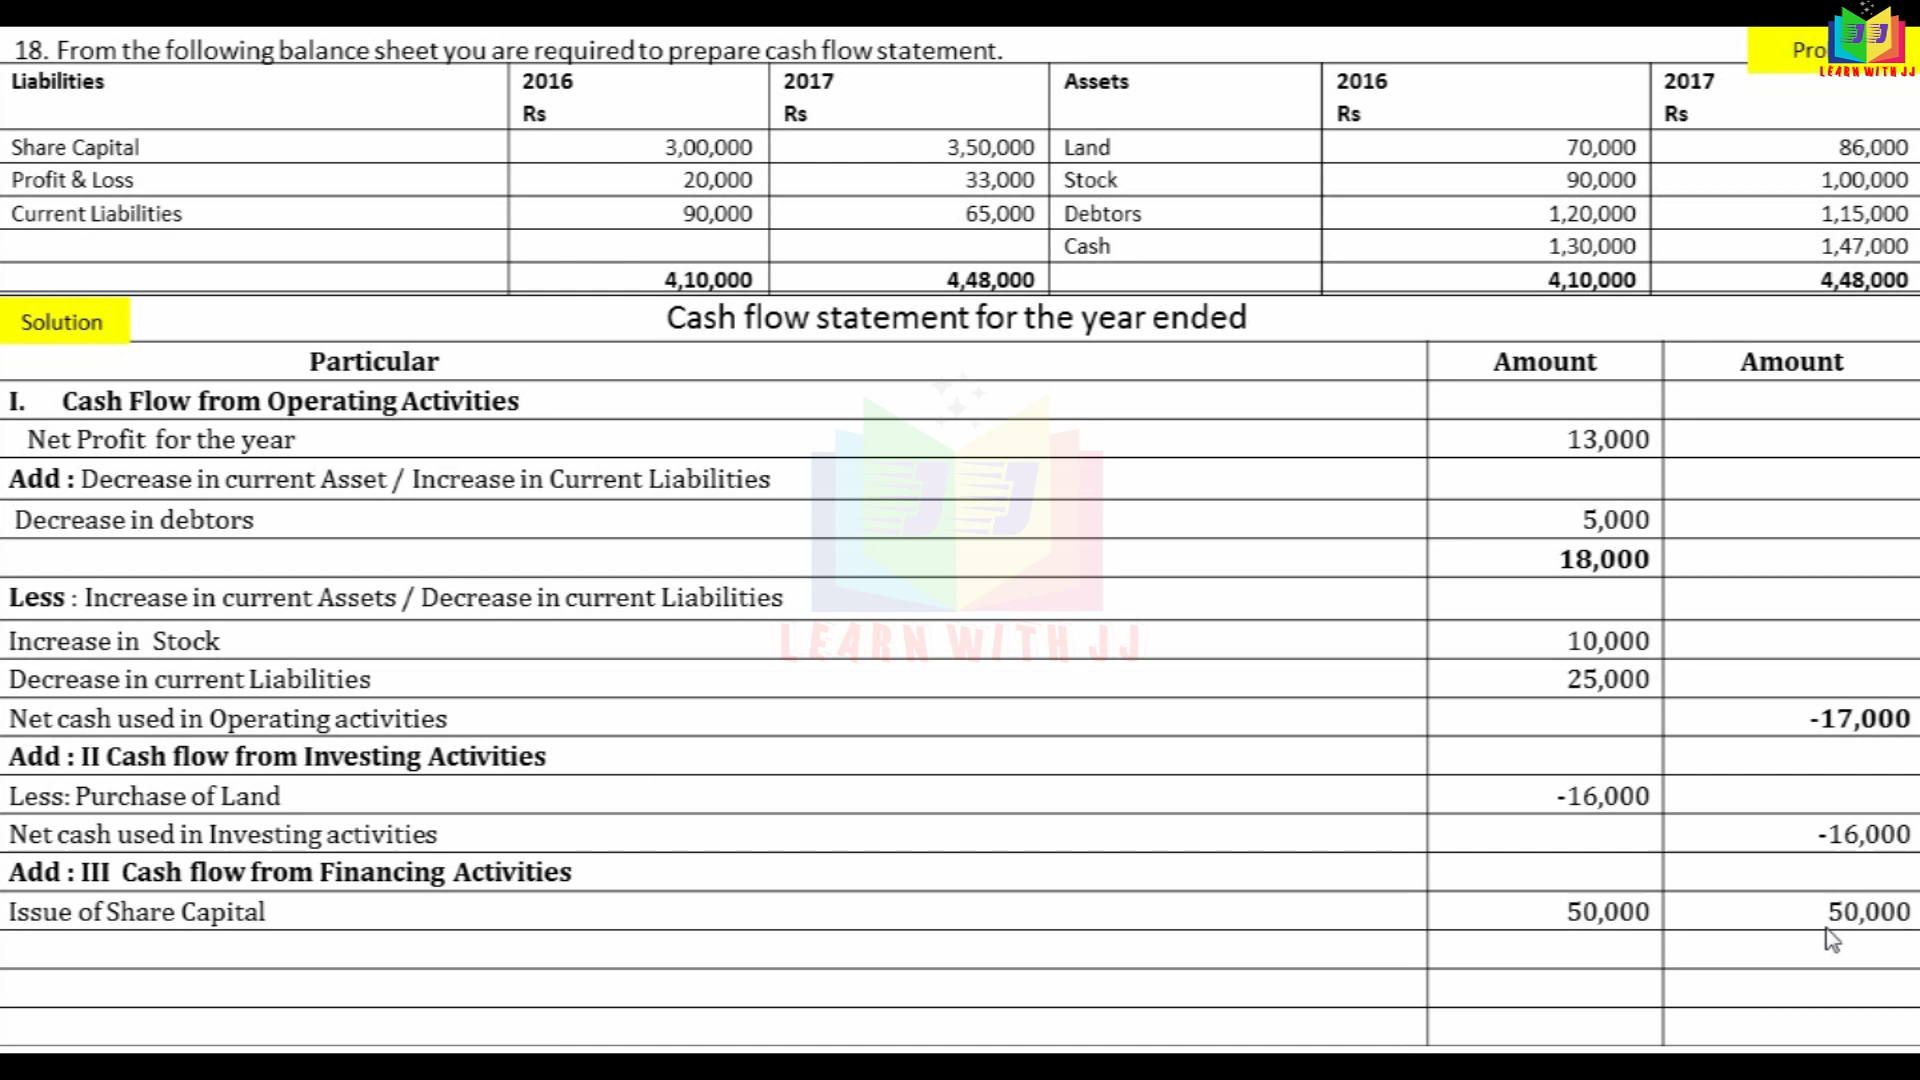 18. From the following balance sheet you are required to prepare cash flow statement.
Pro
LEARN WITH JJ
Liabilities 2016 Rs 2017 Rs Assets 2016 Rs 2017 Rs
Share Capital 3,00,000 3,50,000 Land 70,000 86,000
Profit & Loss 20,000 33,000 Stock 90,000 1,00,000
Current Liabilities 90,000 65,000 Debtors 1,20,000 1,15,000
Cash 1,30,000 1,47,000
4,10,000 4,48,000 4,10,000 4,48,000
Solution
Cash flow statement for the year ended
Particular Amount Amount
I. Cash Flow from Operating Activities
Net Profit for the year 13,000
Add : Decrease in current Asset / Increase in Current Liabilities
Decrease in debtors 5,000
18,000
Less : Increase in current Assets / Decrease in current Liabilities
Increase in Stock 10,000
LEARN WITH JJ
Decrease in current Liabilities 25,000
Net cash used in Operating activities -17,000
Add : II Cash flow from Investing Activities
Less: Purchase of Land -16,000
Net cash used in Investing activities -16,000
Add : III Cash flow from Financing Activities
Issue of Share Capital 50,000 50,000